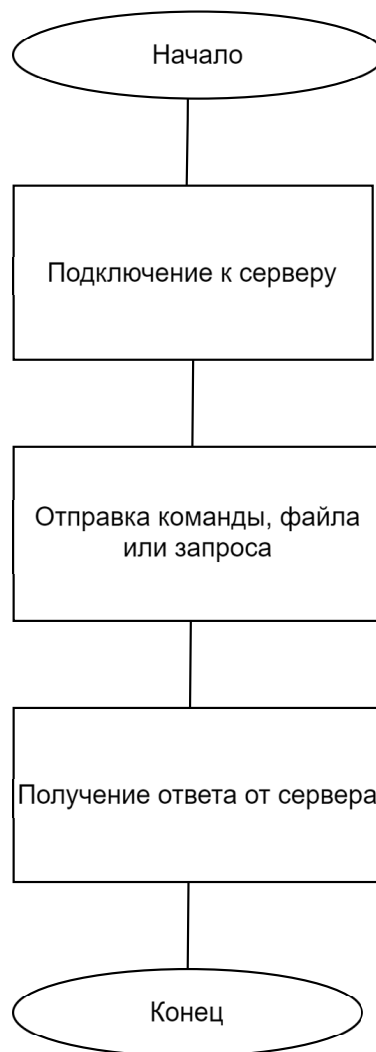 Начало
Подключение к серверу
Отправка команды, файла
или запроса
Получение ответа от сервера
Конец